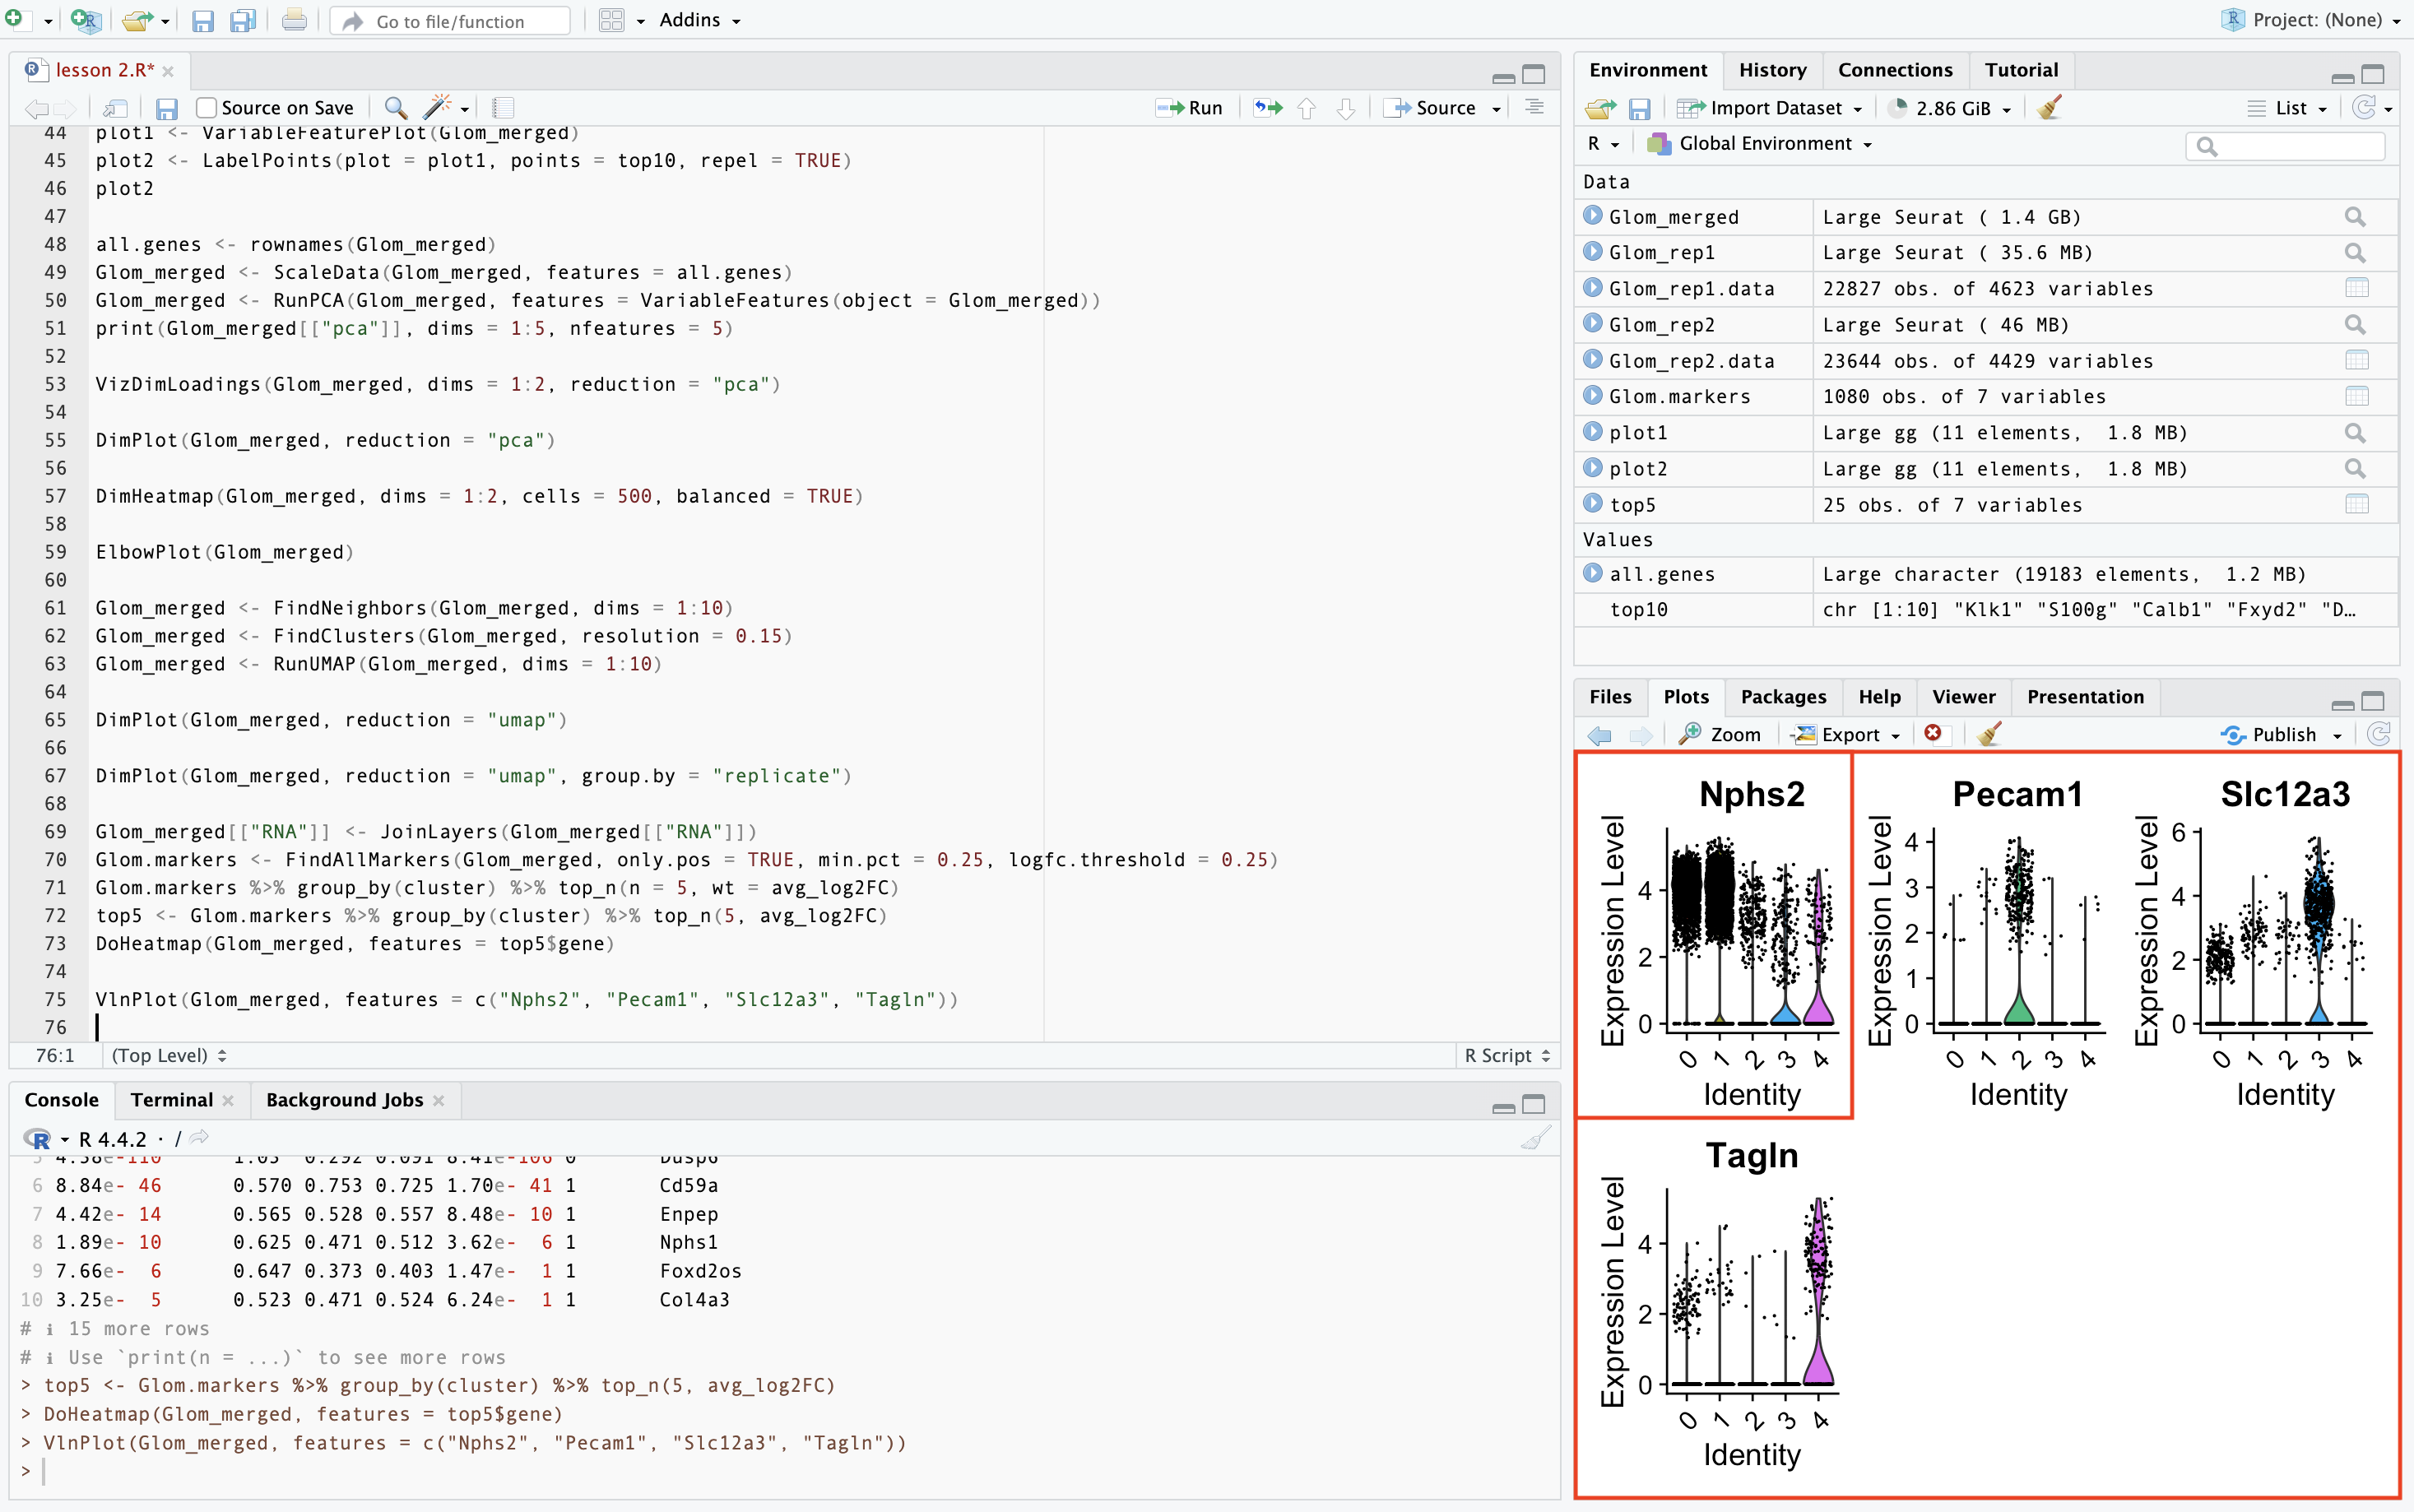 Go to file/function
Addins
Project: (None)
lesson 2.R*
Source on Save
Run
Source
44 plot1 <- VariableFeaturePlot(Glom_merged)
45 plot2 <- LabelPoints(plot = plot1, points = top10, repel = TRUE)
46 plot2
47
48 all.genes <- rownames(Glom_merged)
49 Glom_merged <- ScaleData(Glom_merged, features = all.genes)
50 Glom_merged <- RunPCA(Glom_merged, features = VariableFeatures(object = Glom_merged))
51 print(Glom_merged[["pca"]], dims = 1:5, nfeatures = 5)
52
53 VizDimLoadings(Glom_merged, dims = 1:2, reduction = "pca")
54
55 DimPlot(Glom_merged, reduction = "pca")
56
57 DimHeatmap(Glom_merged, dims = 1:2, cells = 500, balanced = TRUE)
58
59 ElbowPlot(Glom_merged)
60
61 Glom_merged <- FindNeighbors(Glom_merged, dims = 1:10)
62 Glom_merged <- FindClusters(Glom_merged, resolution = 0.15)
63 Glom_merged <- RunUMAP(Glom_merged, dims = 1:10)
64
65 DimPlot(Glom_merged, reduction = "umap")
66
67 DimPlot(Glom_merged, reduction = "umap", group.by = "replicate")
68
69 Glom_merged[["RNA"]] <- JoinLayers(Glom_merged[["RNA"]])
70 Glom.markers <- FindAllMarkers(Glom_merged, only.pos = TRUE, min.pct = 0.25, logfc.threshold = 0.25)
71 Glom.markers %>% group_by(cluster) %>% top_n(n = 5, wt = avg_log2FC)
72 top5 <- Glom.markers %>% group_by(cluster) %>% top_n(5, avg_log2FC)
73 DoHeatmap(Glom_merged, features = top5$gene)
74
75 VlnPlot(Glom_merged, features = c("Nphs2", "Pecam1", "Slc12a3", "Tagln"))
76
76:1 (Top Level) R Script
Console Terminal Background Jobs
R 4.4.2 · /
5 4.58e-110 1.05 0.292 0.091 8.41e-106 0 Dusp6
6 8.84e- 46 0.570 0.753 0.725 1.70e- 41 1 Cd59a
7 4.42e- 14 0.565 0.528 0.557 8.48e- 10 1 Enpep
8 1.89e- 10 0.625 0.471 0.512 3.62e- 6 1 Nphs1
9 7.66e- 6 0.647 0.373 0.403 1.47e- 1 1 Foxd2os
10 3.25e- 5 0.523 0.471 0.524 6.24e- 1 1 Col4a3
# ℹ 15 more rows
# ℹ Use `print(n = ...)` to see more rows
> top5 <- Glom.markers %>% group_by(cluster) %>% top_n(5, avg_log2FC)
> DoHeatmap(Glom_merged, features = top5$gene)
> VlnPlot(Glom_merged, features = c("Nphs2", "Pecam1", "Slc12a3", "Tagln"))
>
Environment History Connections Tutorial
Import Dataset 2.86 GiB List
R Global Environment
Data
Glom_merged Large Seurat ( 1.4 GB)
Glom_rep1 Large Seurat ( 35.6 MB)
Glom_rep1.data 22827 obs. of 4623 variables
Glom_rep2 Large Seurat ( 46 MB)
Glom_rep2.data 23644 obs. of 4429 variables
Glom.markers 1080 obs. of 7 variables
plot1 Large gg (11 elements, 1.8 MB)
plot2 Large gg (11 elements, 1.8 MB)
top5 25 obs. of 7 variables
Values
all.genes Large character (19183 elements, 1.2 MB)
top10 chr [1:10] "Klk1" "S100g" "Calb1" "Fxyd2" "D…
Files Plots Packages Help Viewer Presentation
Zoom Export Publish
Nphs2
Expression Level
4
2
0
0 1 2 3 4
Identity
Pecam1
Expression Level
4
3
2
1
0
0 1 2 3 4
Identity
Slc12a3
Expression Level
6
4
2
0
0 1 2 3 4
Identity
Tagln
Expression Level
4
2
0
0 1 2 3 4
Identity